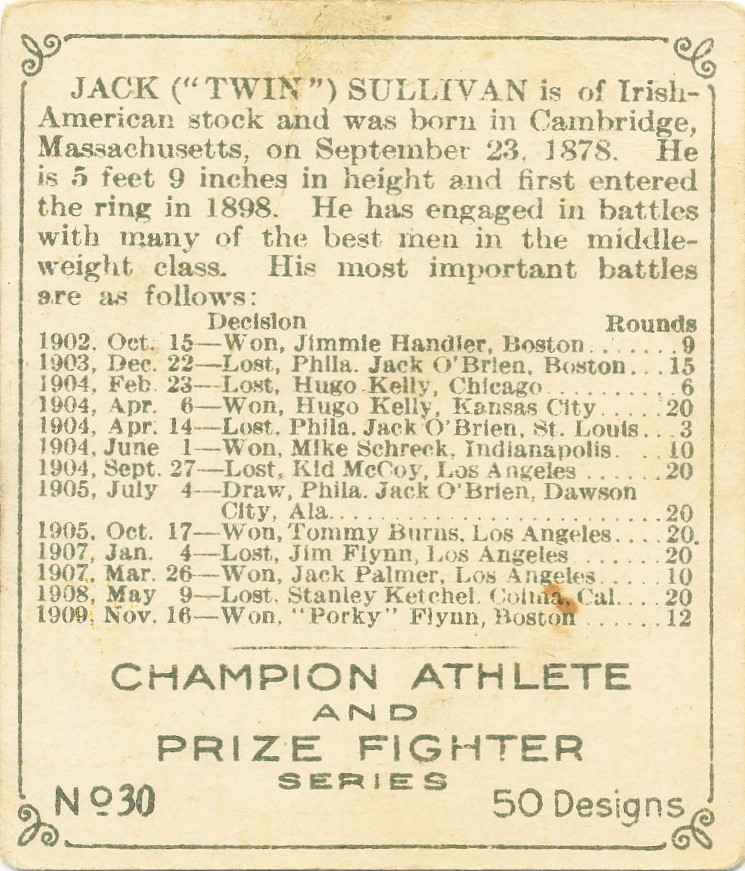 JACK ("TWIN") SULLIVAN is of Irish-
American stock and was born in Cambridge,
Massachusetts, on September 23, 1878. He
is 5 feet 9 inches in height and first entered
the ring in 1898. He has engaged in battles
with many of the best men in the middle-
weight class. His most important battles
are as follows:
Decision Rounds
1902. Oct. 15—Won, Jimmie Handler, Boston........9
1903, Dec. 22—Lost, Phila. Jack O'Brien, Boston...15
1904, Feb. 23—Lost, Hugo Kelly, Chicago.........6
1904, Apr. 6—Won, Hugo Kelly, Kansas City.....20
1904, Apr. 14—Lost, Phila. Jack O'Brien, St. Louis...3
1904, June 1—Won, Mike Schreck, Indianapolis....10
1904, Sept. 27—Lost, Kid McCoy, Los Angeles.......20
1905, July 4—Draw, Phila. Jack O'Brien, Dawson
City, Ala..........................20
1905, Oct. 17—Won, Tommy Burns, Los Angeles....20.
1907, Jan. 4—Lost, Jim Flynn, Los Angeles.......20
1907, Mar. 26—Won, Jack Palmer, Los Angeles.....10
1908, May 9—Lost, Stanley Ketchel, Colma, Cal....20
1909, Nov. 16—Won, "Porky" Flynn, Boston......12
CHAMPION ATHLETE
AND
PRIZE FIGHTER
SERIES
No 30 50 Designs